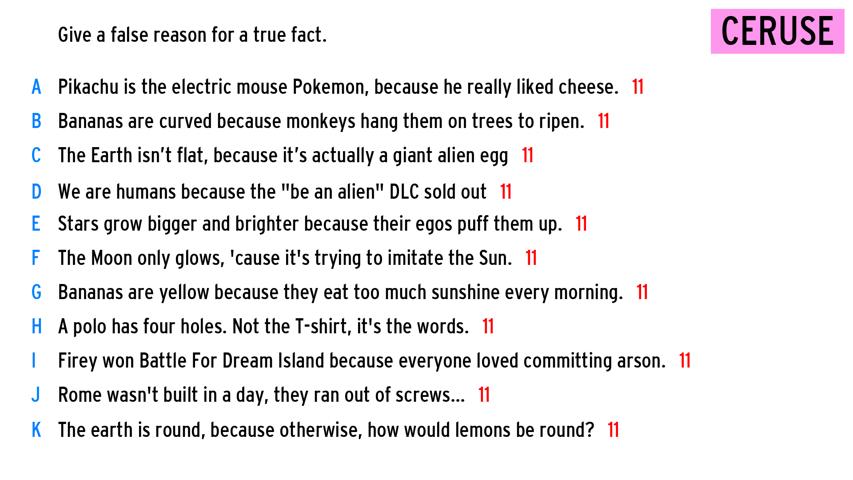 Give a false reason for a true fact.
CERUSE
A Pikachu is the electric mouse Pokemon, because he really liked cheese. 11
B Bananas are curved because monkeys hang them on trees to ripen. 11
C The Earth isn’t flat, because it’s actually a giant alien egg 11
D We are humans because the "be an alien" DLC sold out 11
E Stars grow bigger and brighter because their egos puff them up. 11
F The Moon only glows, 'cause it's trying to imitate the Sun. 11
G Bananas are yellow because they eat too much sunshine every morning. 11
H A polo has four holes. Not the T-shirt, it's the words. 11
I Firey won Battle For Dream Island because everyone loved committing arson. 11
J Rome wasn't built in a day, they ran out of screws... 11
K The earth is round, because otherwise, how would lemons be round? 11